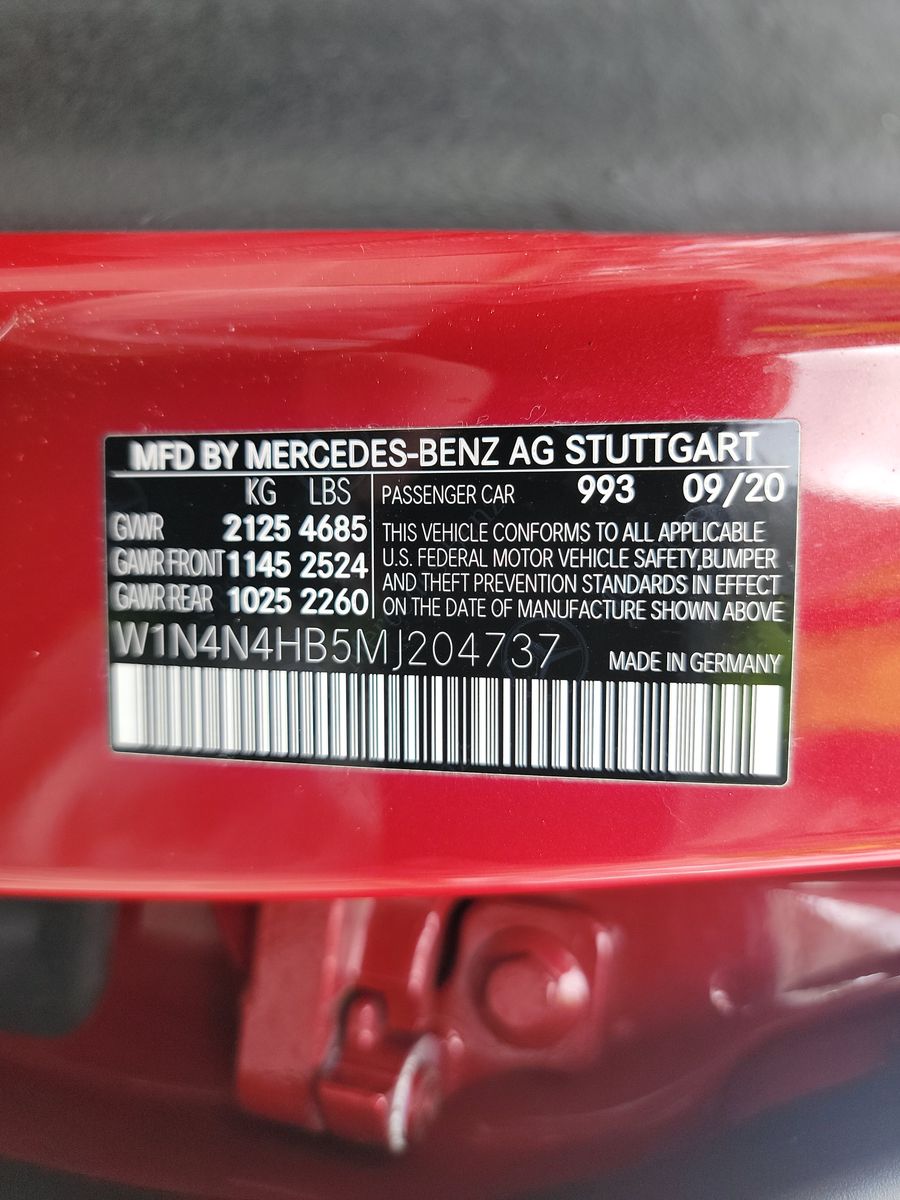 MFD BY MERCEDES-BENZ AG STUTTGART
KG LBS
GVWR 2125 4685
GAWR FRONT 1145 2524
GAWR REAR 1025 2260
PASSENGER CAR 993 09/20
THIS VEHICLE CONFORMS TO ALL APPLICABLE
U.S. FEDERAL MOTOR VEHICLE SAFETY,BUMPER
AND THEFT PREVENTION STANDARDS IN EFFECT
ON THE DATE OF MANUFACTURE SHOWN ABOVE
W1N4N4HB5MJ204737
MADE IN GERMANY